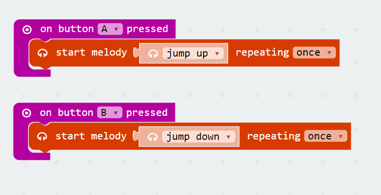 on button A pressed
start melody jump up repeating once
on button B pressed
start melody jump down repeating once